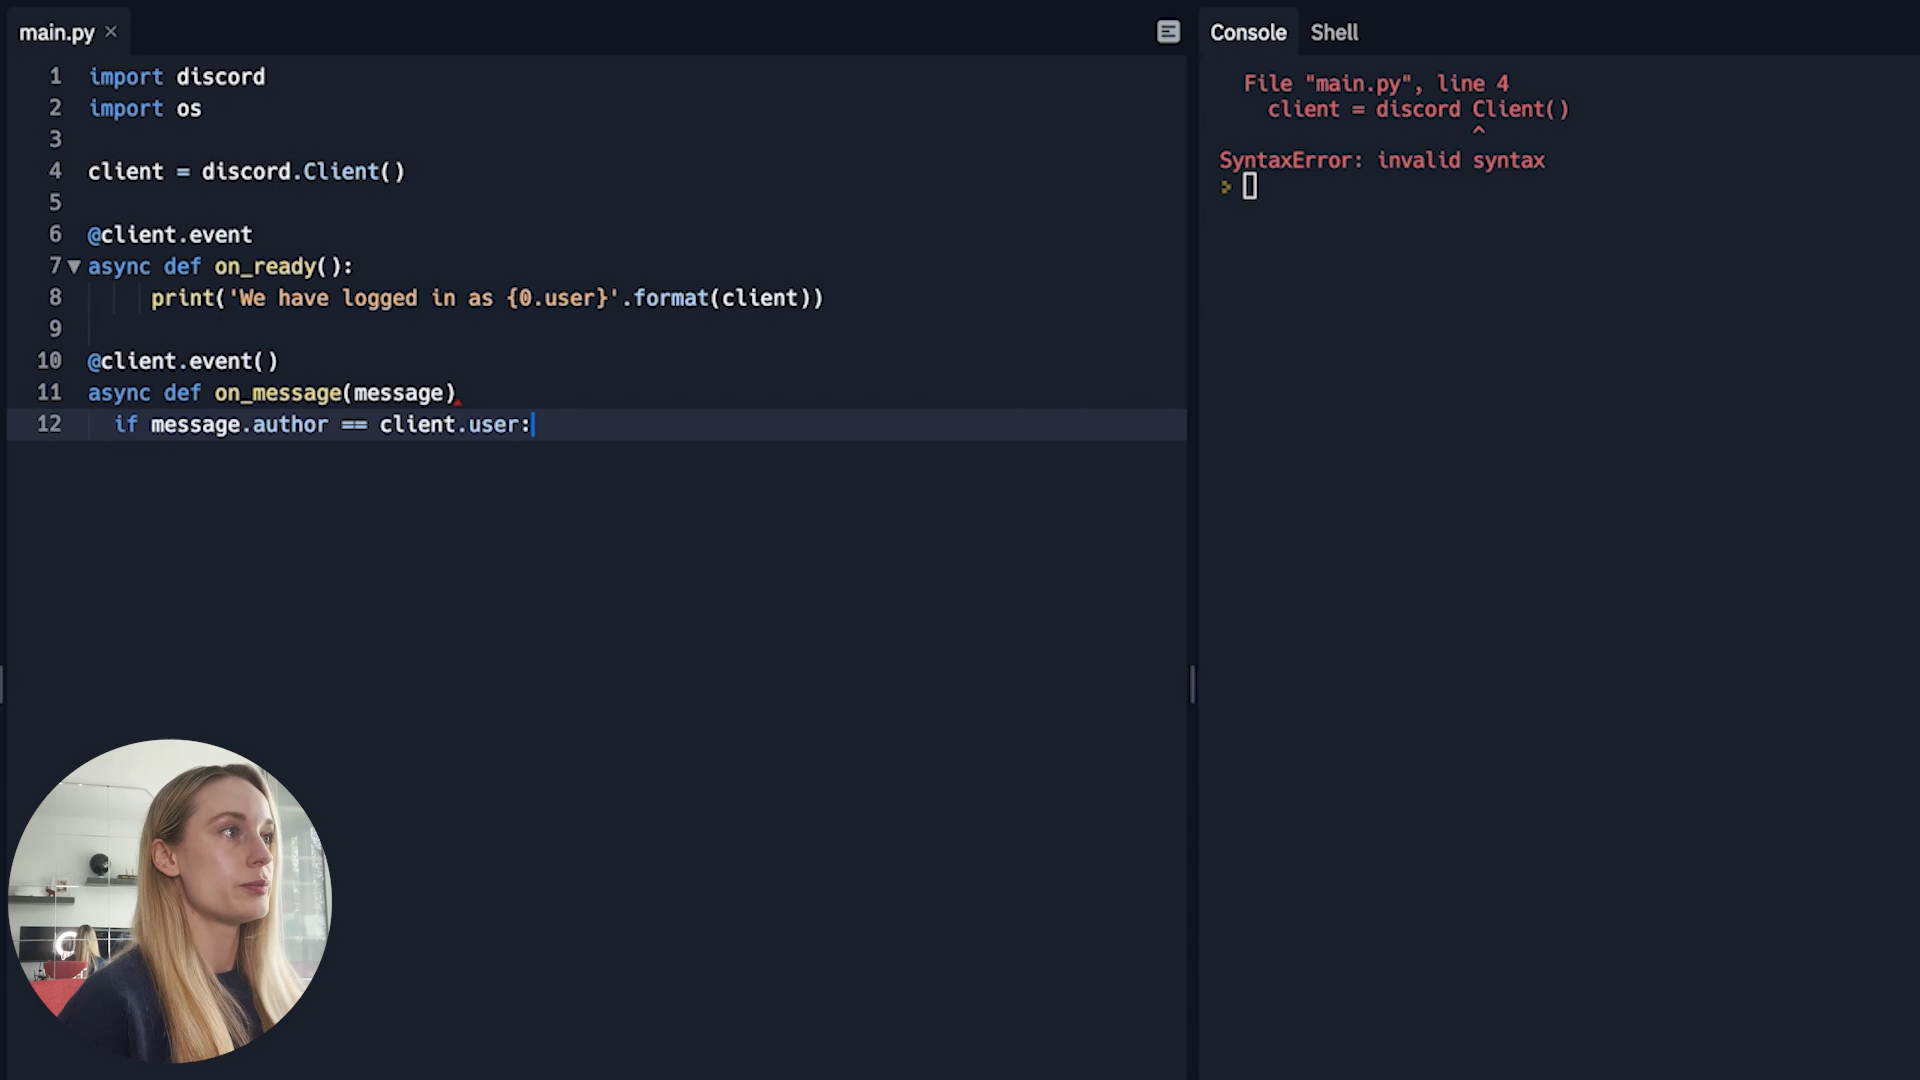 main.py
1 import discord
2 import os
3
4 client = discord.Client()
5
6 @client.event
7 async def on_ready():
8 print('We have logged in as {0.user}'.format(client))
9
10 @client.event()
11 async def on_message(message)
12 if message.author == client.user:
Console Shell
File "main.py", line 4
client = discord Client()
^
SyntaxError: invalid syntax